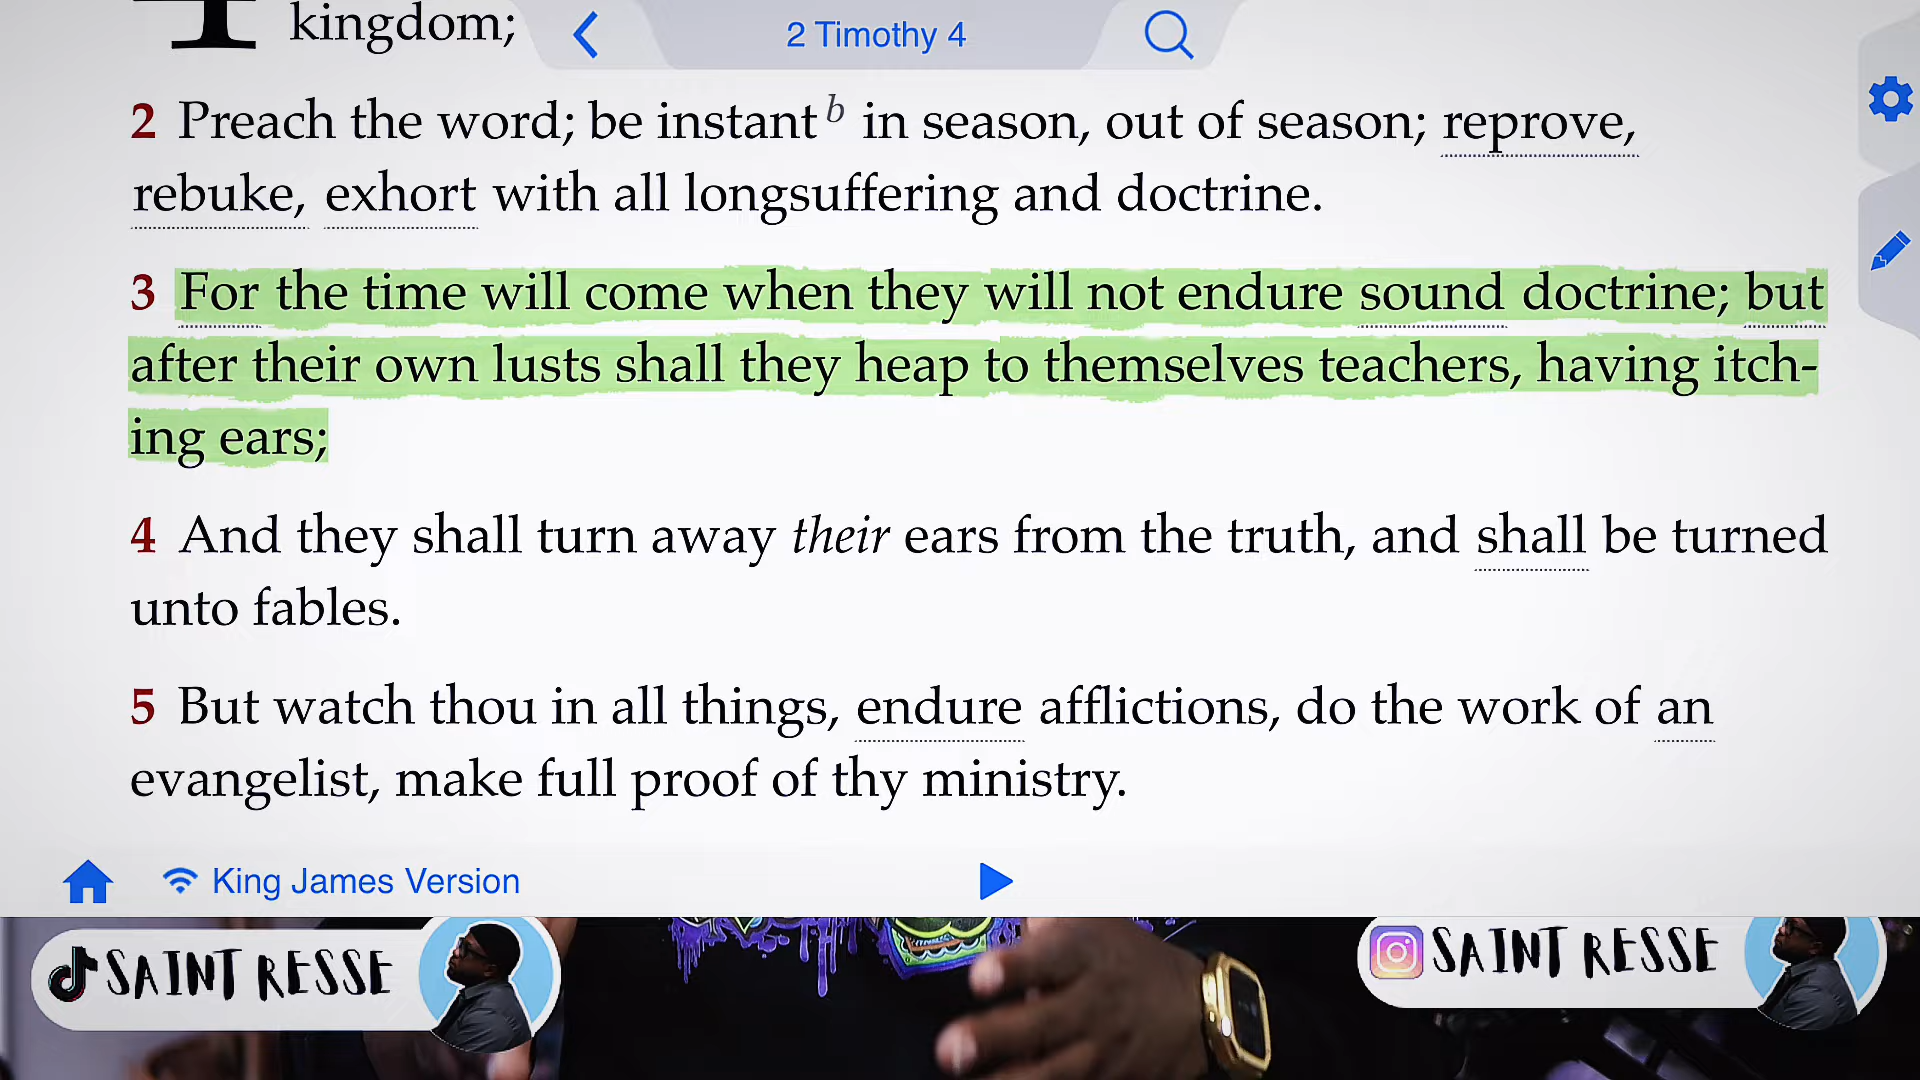 kingdom;
2 Timothy 4
2 Preach the word; be instant b in season, out of season; reprove,
rebuke, exhort with all longsuffering and doctrine.
3 For the time will come when they will not endure sound doctrine; but
after their own lusts shall they heap to themselves teachers, having itch-
ing ears;
4 And they shall turn away their ears from the truth, and shall be turned
unto fables.
5 But watch thou in all things, endure afflictions, do the work of an
evangelist, make full proof of thy ministry.
King James Version
SAINT RESSE
SAINT RESSE